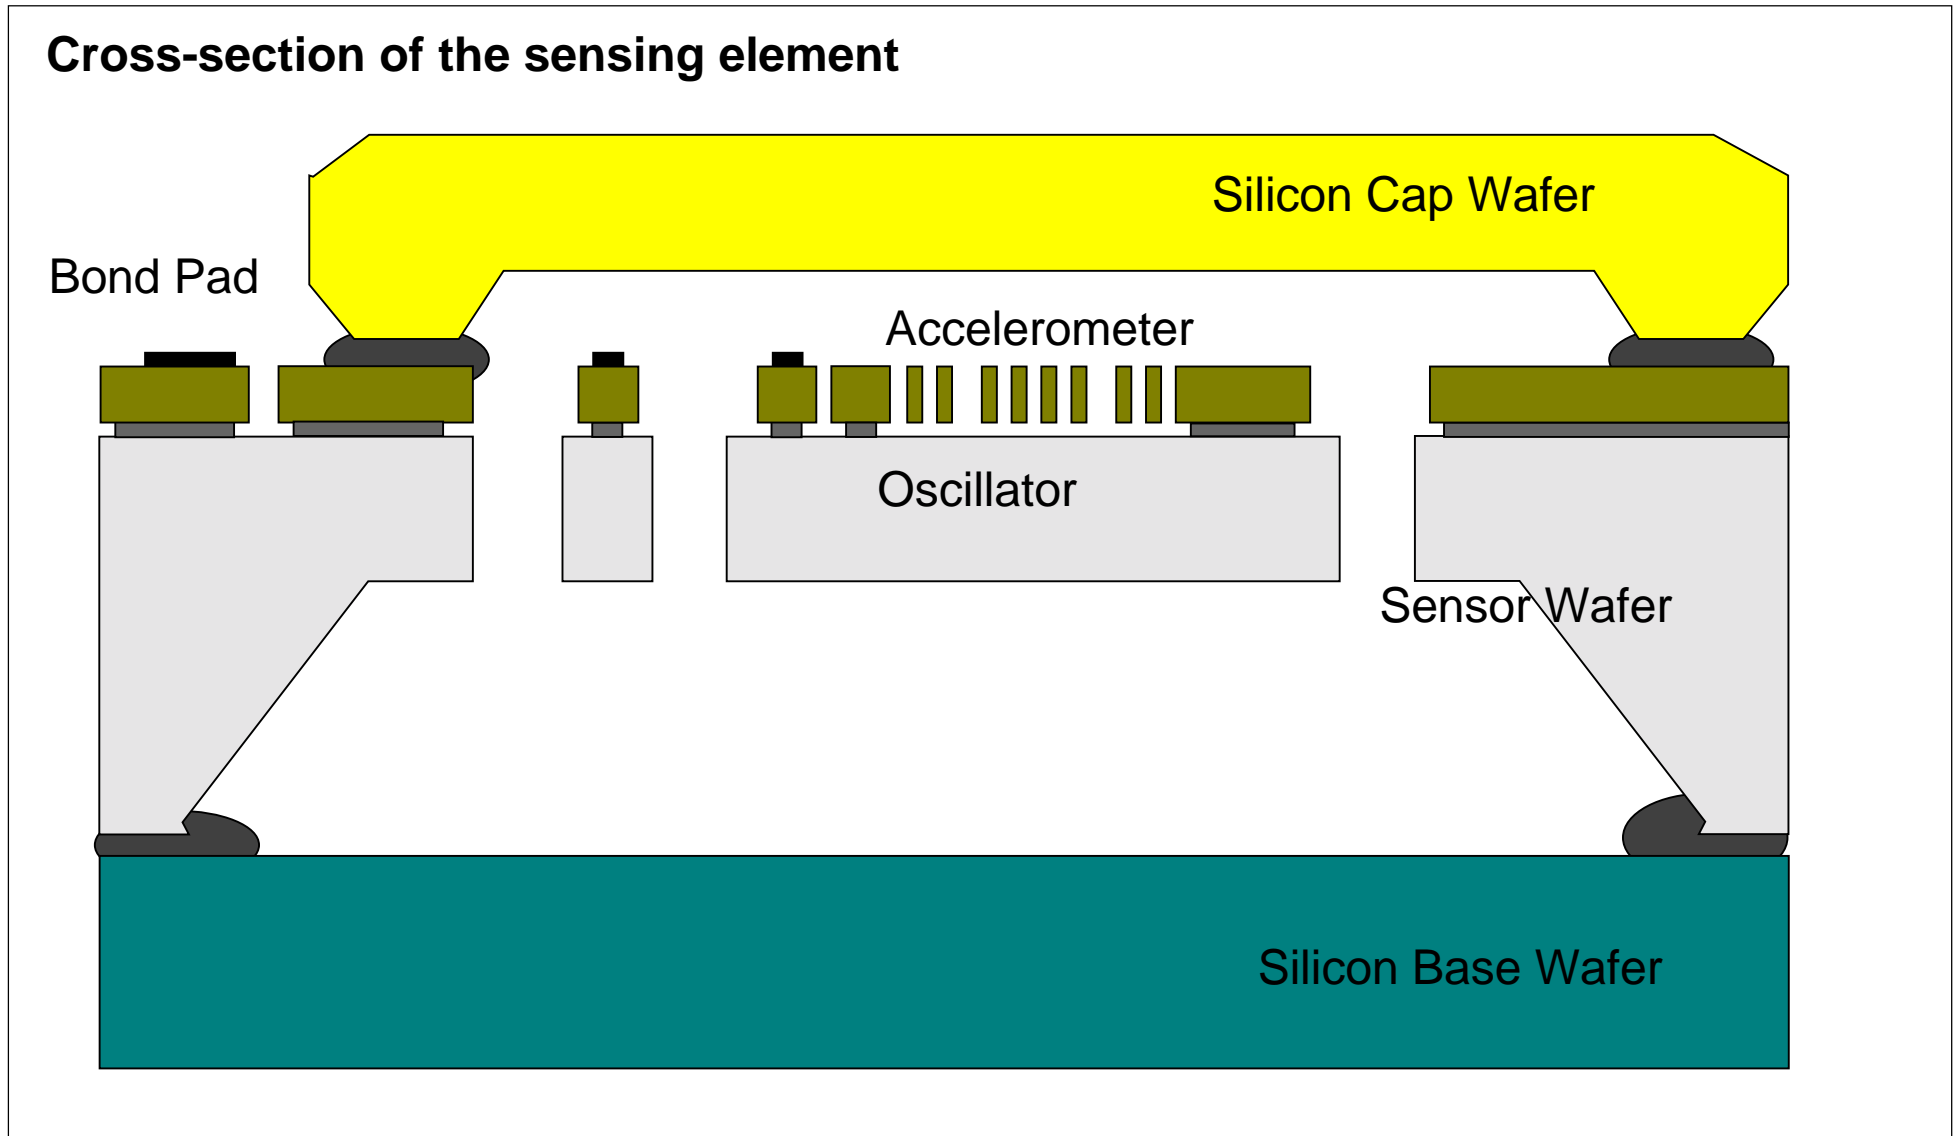 Cross-section of the sensing element
Silicon Cap Wafer
Bond Pad
Accelerometer
Oscillator
Sensor Wafer
Silicon Base Wafer